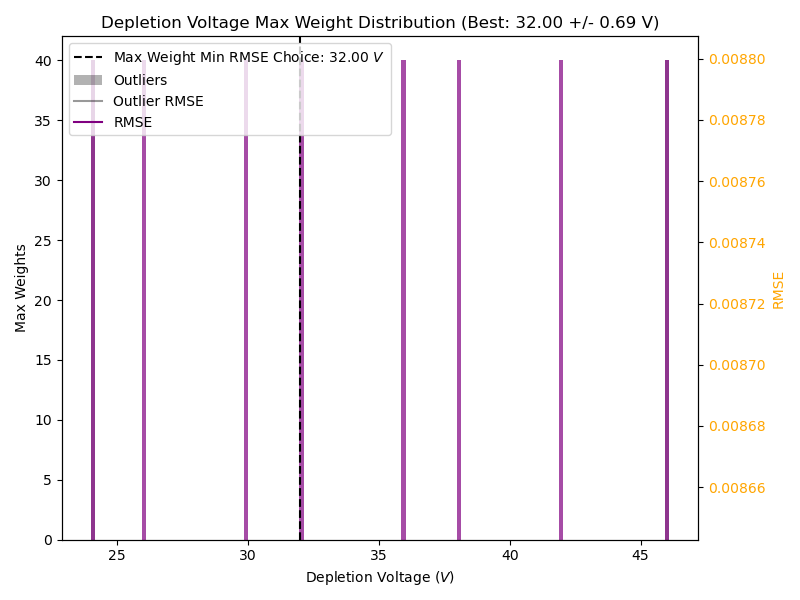 Depletion Voltage Max Weight Distribution (Best: 32.00 +/- 0.69 V)
Max Weight Min RMSE Choice: 32.00 V
Outliers
Outlier RMSE
RMSE
40
35
30
25
20
15
10
5
0
Max Weights
0.00880
0.00878
0.00876
0.00874
0.00872
0.00870
0.00868
0.00866
RMSE
25 30 35 40 45
Depletion Voltage (V)